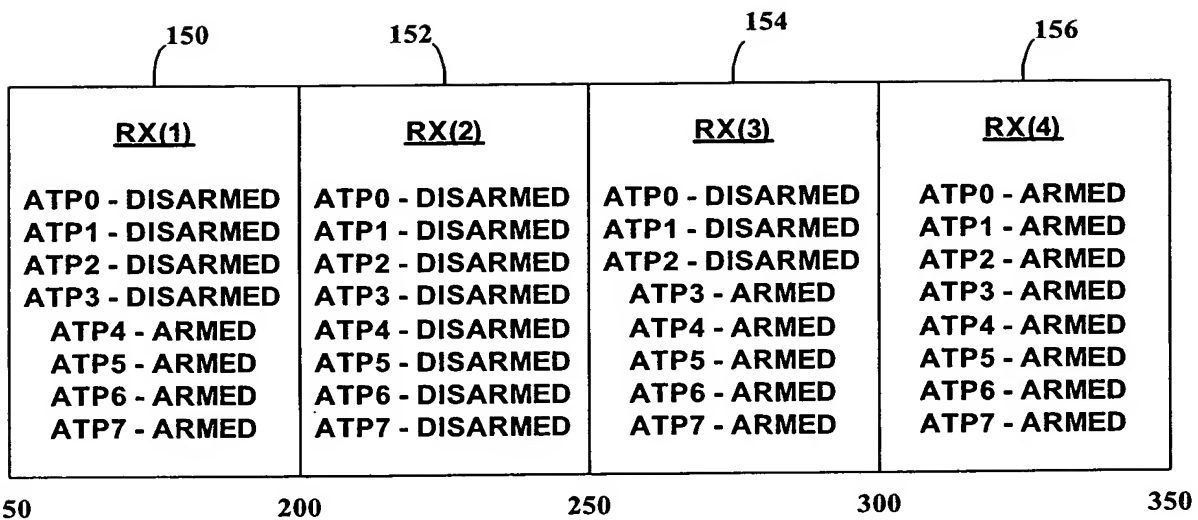 150
152
154
156
RX(1)
ATP0 - DISARMED
ATP1 - DISARMED
ATP2 - DISARMED
ATP3 - DISARMED
ATP4 - ARMED
ATP5 - ARMED
ATP6 - ARMED
ATP7 - ARMED
RX(2)
ATP0 - DISARMED
ATP1 - DISARMED
ATP2 - DISARMED
ATP3 - DISARMED
ATP4 - DISARMED
ATP5 - DISARMED
ATP6 - DISARMED
ATP7 - DISARMED
RX(3)
ATP0 - DISARMED
ATP1 - DISARMED
ATP2 - DISARMED
ATP3 - ARMED
ATP4 - ARMED
ATP5 - ARMED
ATP6 - ARMED
ATP7 - ARMED
RX(4)
ATP0 - ARMED
ATP1 - ARMED
ATP2 - ARMED
ATP3 - ARMED
ATP4 - ARMED
ATP5 - ARMED
ATP6 - ARMED
ATP7 - ARMED
50
200
250
300
350